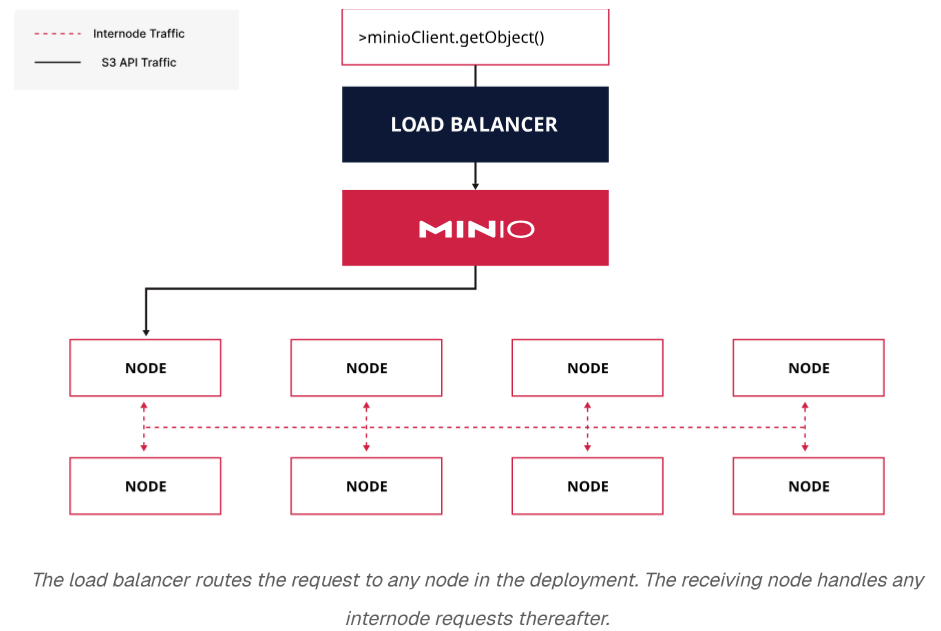 Internode Traffic
S3 API Traffic
>minioClient.getObject()
LOAD BALANCER
MINIO
NODE NODE NODE NODE
NODE NODE NODE NODE
The load balancer routes the request to any node in the deployment. The receiving node handles any
internode requests thereafter.